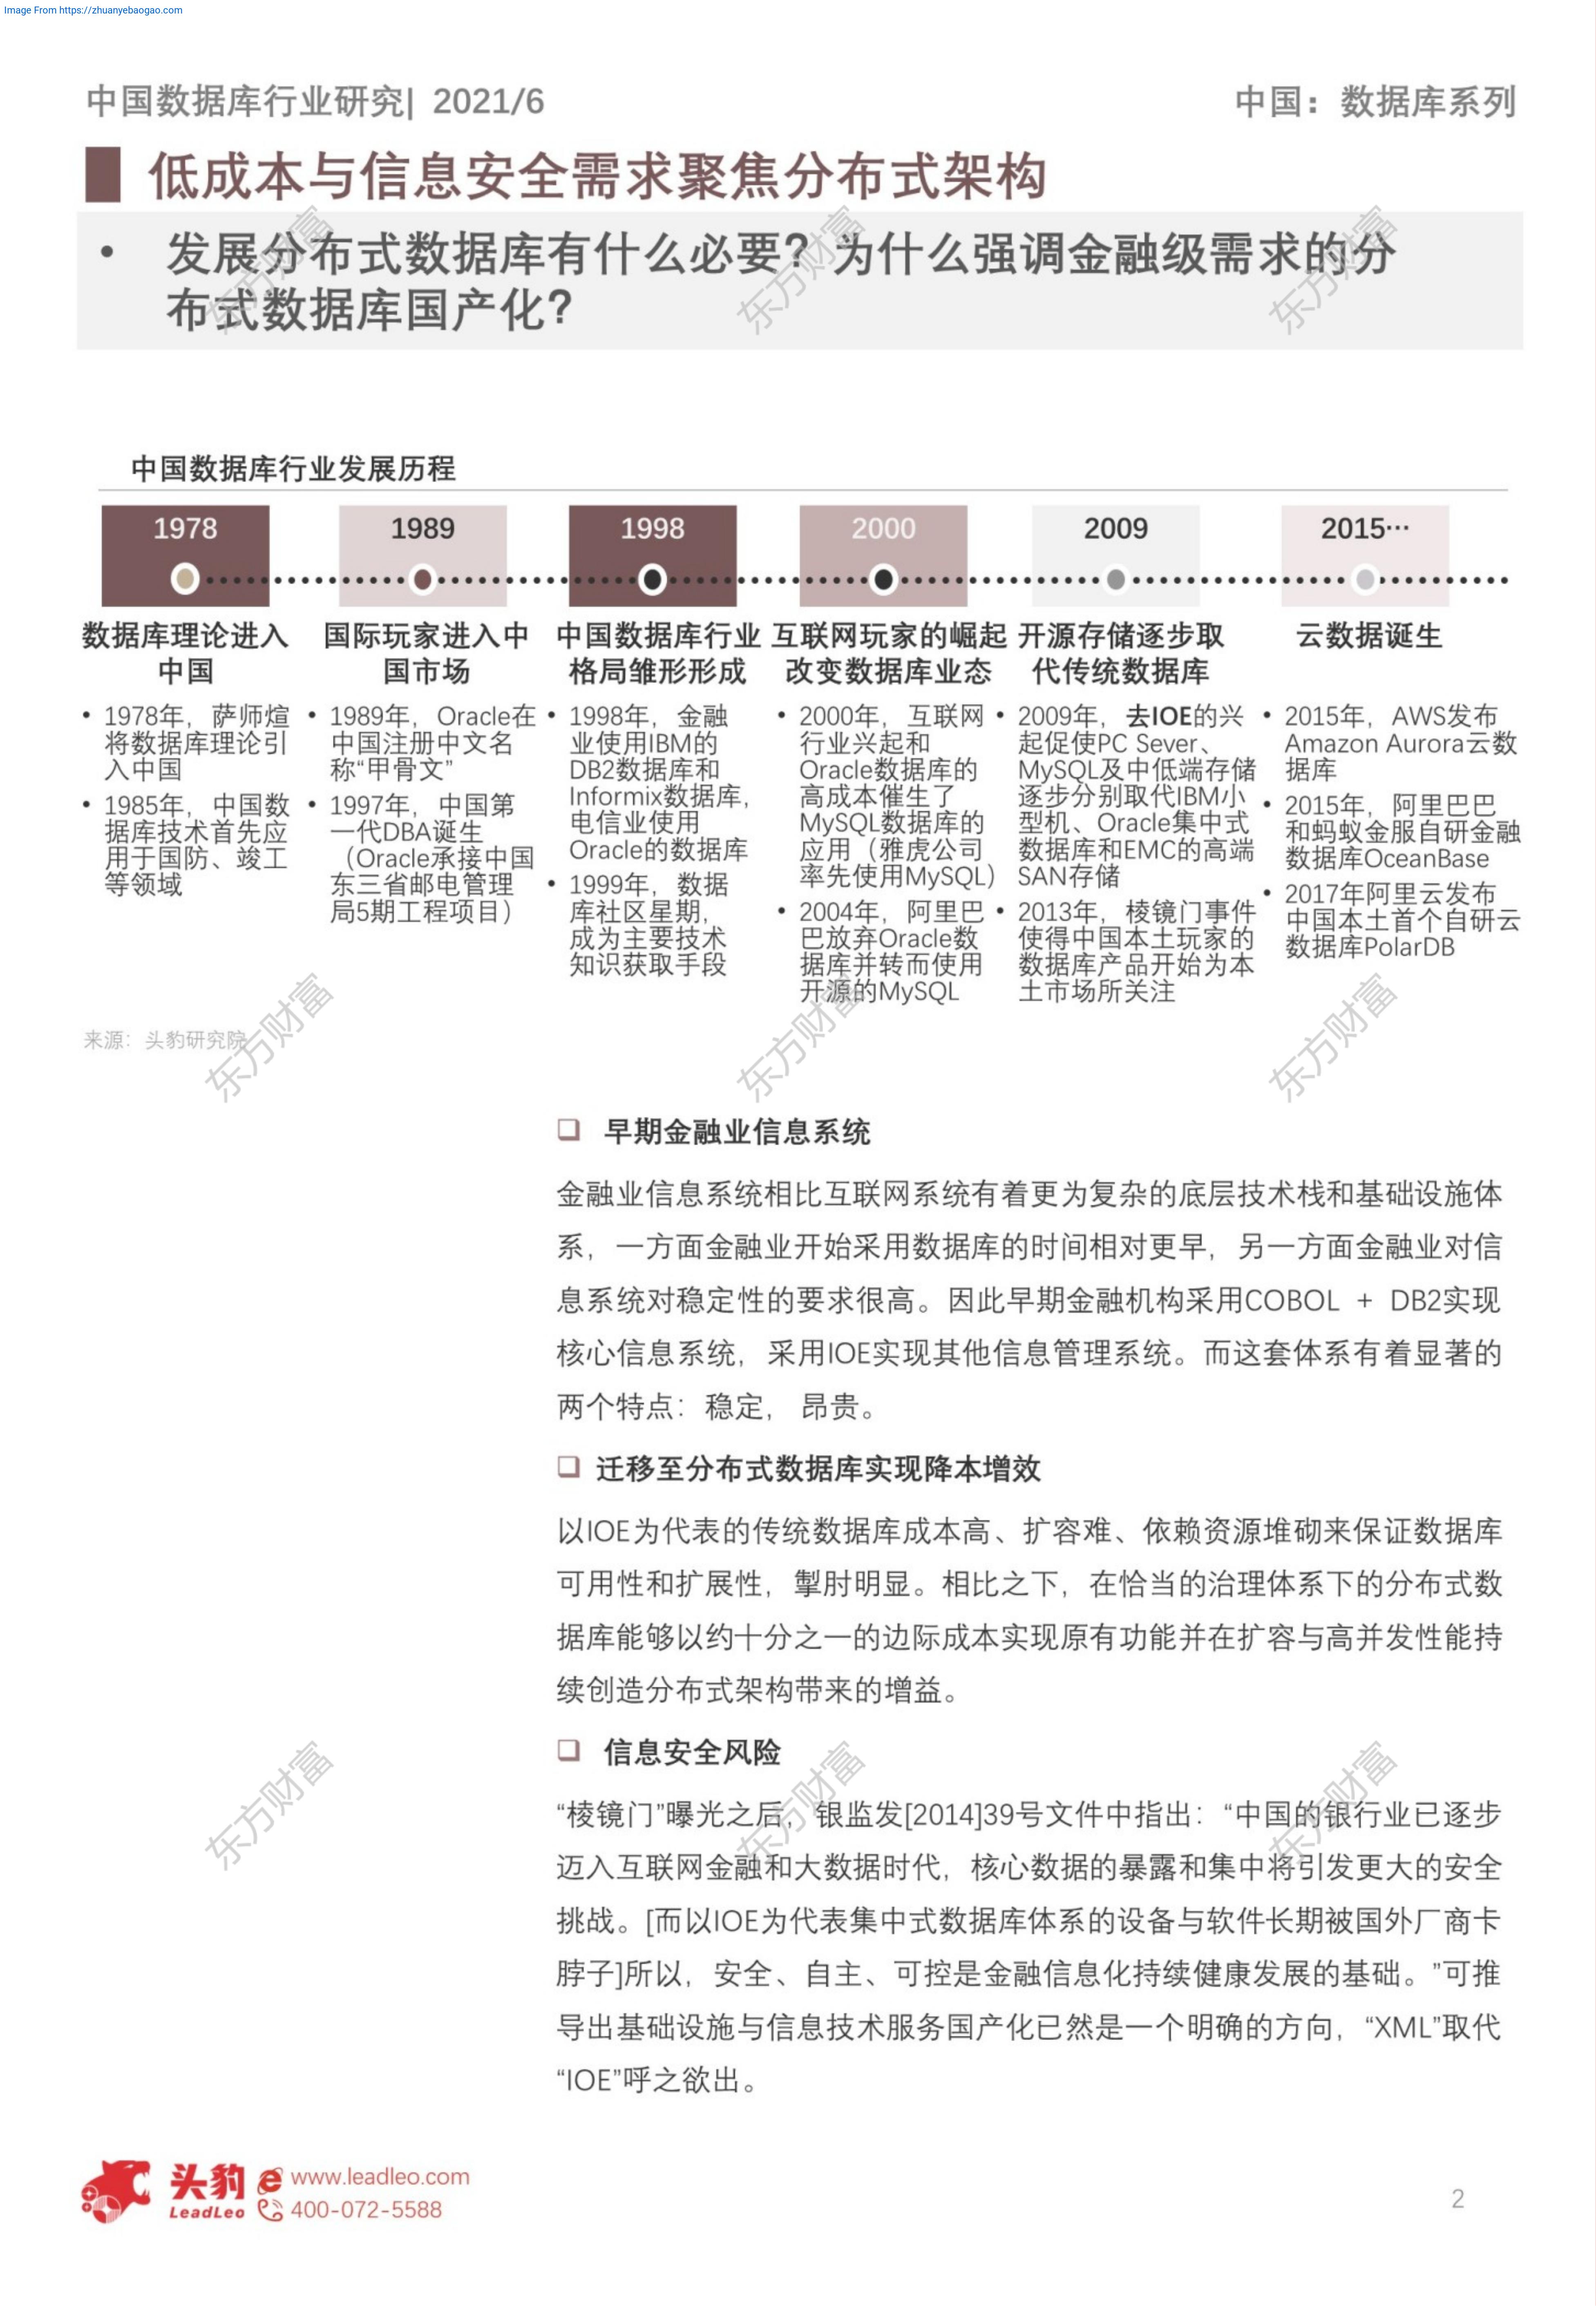 Image From https://zhuanyebaogao.com
中国数据库行业研究| 2021/6
中国：数据库系列
低成本与信息安全需求聚焦分布式架构
• 发展分布式数据库有什么必要？为什么强调金融级需求的分
布式数据库国产化？
中国数据库行业发展历程
1978
数据库理论进入
中国
• 1978年，萨师煊
将数据库理论引
入中国
• 1985年，中国数
据库技术首先应
用于国防、竣工
等领域
1989
国际玩家进入中
国市场
• 1989年，Oracle在
中国注册中文名
称“甲骨文”
• 1997年，中国第
一代DBA诞生
（Oracle承接中国
东三省邮电管理
局5期工程项目）
1998
中国数据库行业
格局雏形形成
• 1998年，金融
业使用IBM的
DB2数据库和
Informix数据库，
电信业使用
Oracle的数据库
• 1999年，数据
库社区星期，
成为主要技术
知识获取手段
2000
互联网玩家的崛起
改变数据库业态
• 2000年，互联网
行业兴起和
Oracle数据库的
高成本催生了
MySQL数据库的
应用（雅虎公司
率先使用MySQL）
• 2004年，阿里巴
巴放弃Oracle数
据库并转而使用
开源的MySQL
2009
开源存储逐步取
代传统数据库
• 2009年，去IOE的兴
起促使PC Sever、
MySQL及中低端存储
逐步分别取代IBM小
型机、Oracle集中式
数据库和EMC的高端
SAN存储
• 2013年，棱镜门事件
使得中国本土玩家的
数据库产品开始为本
土市场所关注
2015…
云数据诞生
• 2015年，AWS发布
Amazon Aurora云数
据库
• 2015年，阿里巴巴
和蚂蚁金服自研金融
数据库OceanBase
• 2017年阿里云发布
中国本土首个自研云
数据库PolarDB
来源：头豹研究院
早期金融业信息系统
金融业信息系统相比互联网系统有着更为复杂的底层技术栈和基础设施体
系，一方面金融业开始采用数据库的时间相对更早，另一方面金融业对信
息系统对稳定性的要求很高。因此早期金融机构采用COBOL + DB2实现
核心信息系统，采用IOE实现其他信息管理系统。而这套体系有着显著的
两个特点：稳定，昂贵。
迁移至分布式数据库实现降本增效
以IOE为代表的传统数据库成本高、扩容难、依赖资源堆砌来保证数据库
可用性和扩展性，掣肘明显。相比之下，在恰当的治理体系下的分布式数
据库能够以约十分之一的边际成本实现原有功能并在扩容与高并发性能持
续创造分布式架构带来的增益。
信息安全风险
“棱镜门”曝光之后，银监发[2014]39号文件中指出：“中国的银行业已逐步
迈入互联网金融和大数据时代，核心数据的暴露和集中将引发更大的安全
挑战。[而以IOE为代表集中式数据库体系的设备与软件长期被国外厂商卡
脖子]所以，安全、自主、可控是金融信息化持续健康发展的基础。”可推
导出基础设施与信息技术服务国产化已然是一个明确的方向，“XML”取代
“IOE”呼之欲出。
东方财富
东方财富
东方财富
东方财富
东方财富
东方财富
东方财富
东方财富
东方财富
头豹
LeadLeo
www.leadleo.com
400-072-5588
2